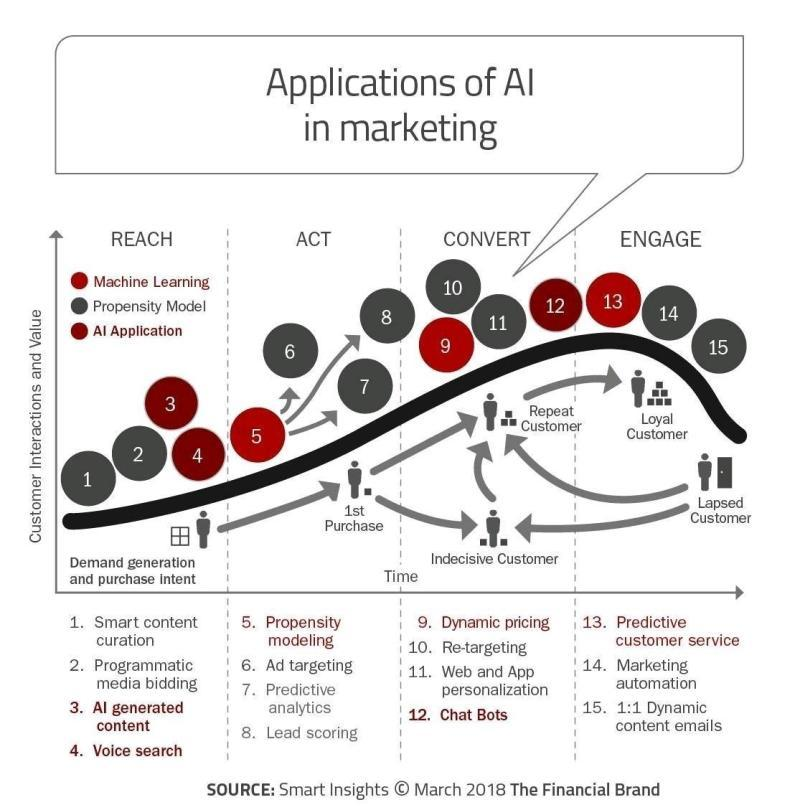 Applications of AI
in marketing
REACH
ACT
CONVERT
ENGAGE
Machine Learning
Propensity Model
AI Application
Customer Interactions and Value
1
2
3
4
5
6
7
8
9
10
11
12
13
14
15
Demand generation
and purchase intent
1st
Purchase
Repeat
Customer
Indecisive Customer
Loyal
Customer
Lapsed
Customer
Time
1. Smart content
curation
2. Programmatic
media bidding
3. AI generated
content
4. Voice search
5. Propensity
modeling
6. Ad targeting
7. Predictive
analytics
8. Lead scoring
9. Dynamic pricing
10. Re-targeting
11. Web and App
personalization
12. Chat Bots
13. Predictive
customer service
14. Marketing
automation
15. 1:1 Dynamic
content emails
SOURCE: Smart Insights © March 2018 The Financial Brand